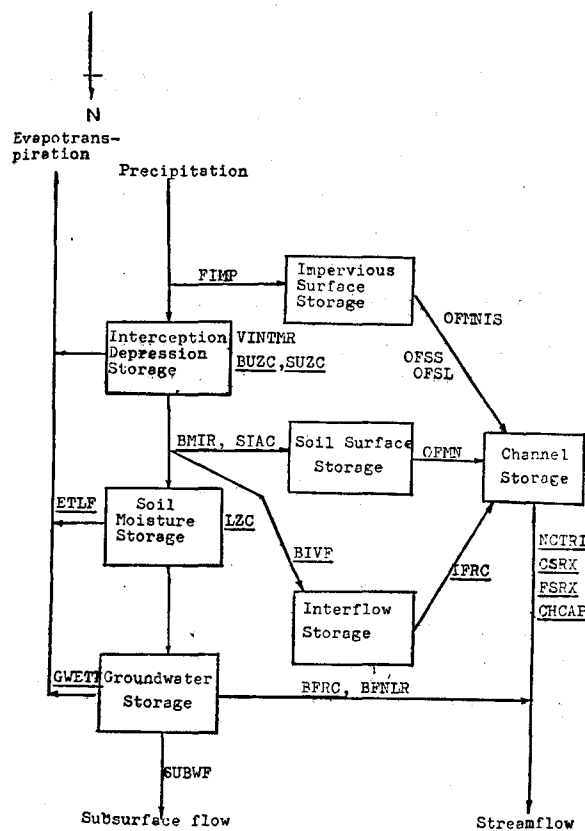 N
Evapotrans-
piration
Precipitation
FIMP
Impervious
Surface
Storage
OFMNIS
Interception
Depression
Storage
VINTMR
BUZC, SUZC
OFSS
OFSL
BMIR, SIAC
Soil Surface
Storage
OFMN
Channel
Storage
ETLF
Soil
Moisture
Storage
LZC
BIVF
Interflow
Storage
IFRC
NCTRI
CSRX
FSRX
CHCAP
GWETF
Groundwater
Storage
BFRC, BFNLR
SUBWF
Subsurface flow
Streamflow